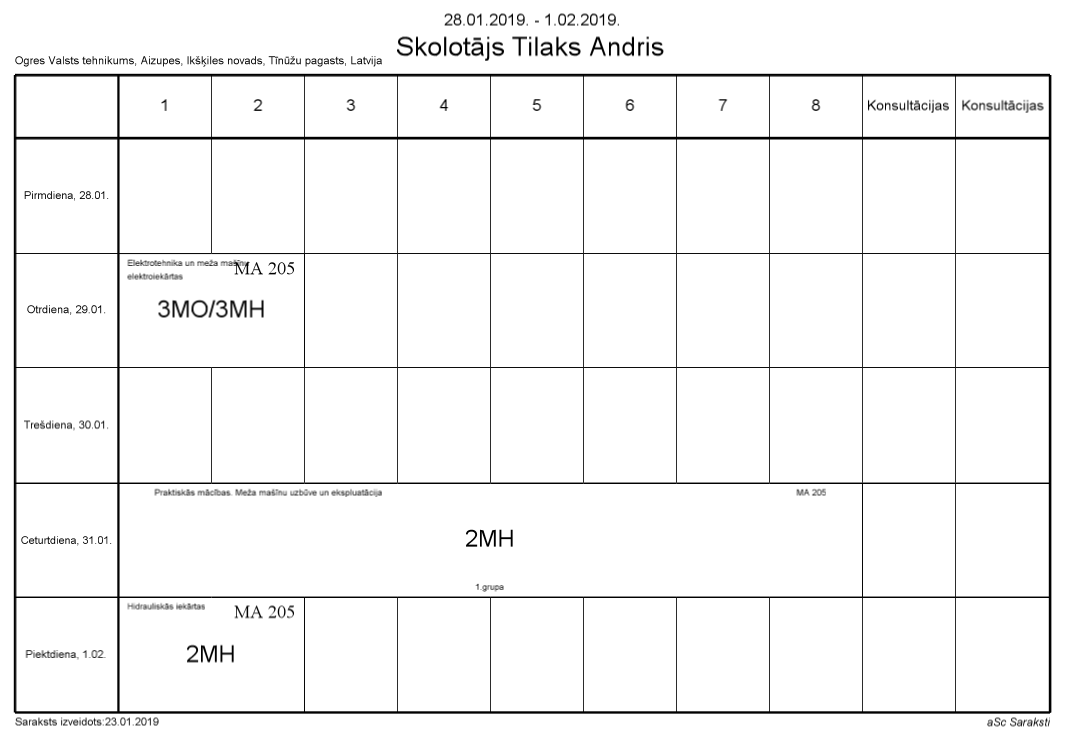 28.01.2019. - 1.02.2019.
Skolotājs Tilaks Andris
Ogres Valsts tehnikums, Aizupes, Ikšķiles novads, Tīnūžu pagasts, Latvija
1 2 3 4 5 6 7 8 Konsultācijas Konsultācijas
Pirmdiena, 28.01.
Elektrotehnika un meža mašīnu
elektroiekārtas
MA 205
Otrdiena, 29.01.
3MO/3MH
Trešdiena, 30.01.
Praktiskās mācības. Meža mašīnu uzbūve un ekspluatācija
MA 205
Ceturtdiena, 31.01.
2MH
1.grupa
Hidrauliskās iekārtas
MA 205
Piektdiena, 1.02.
2MH
Saraksts izveidots:23.01.2019
aSc Saraksti